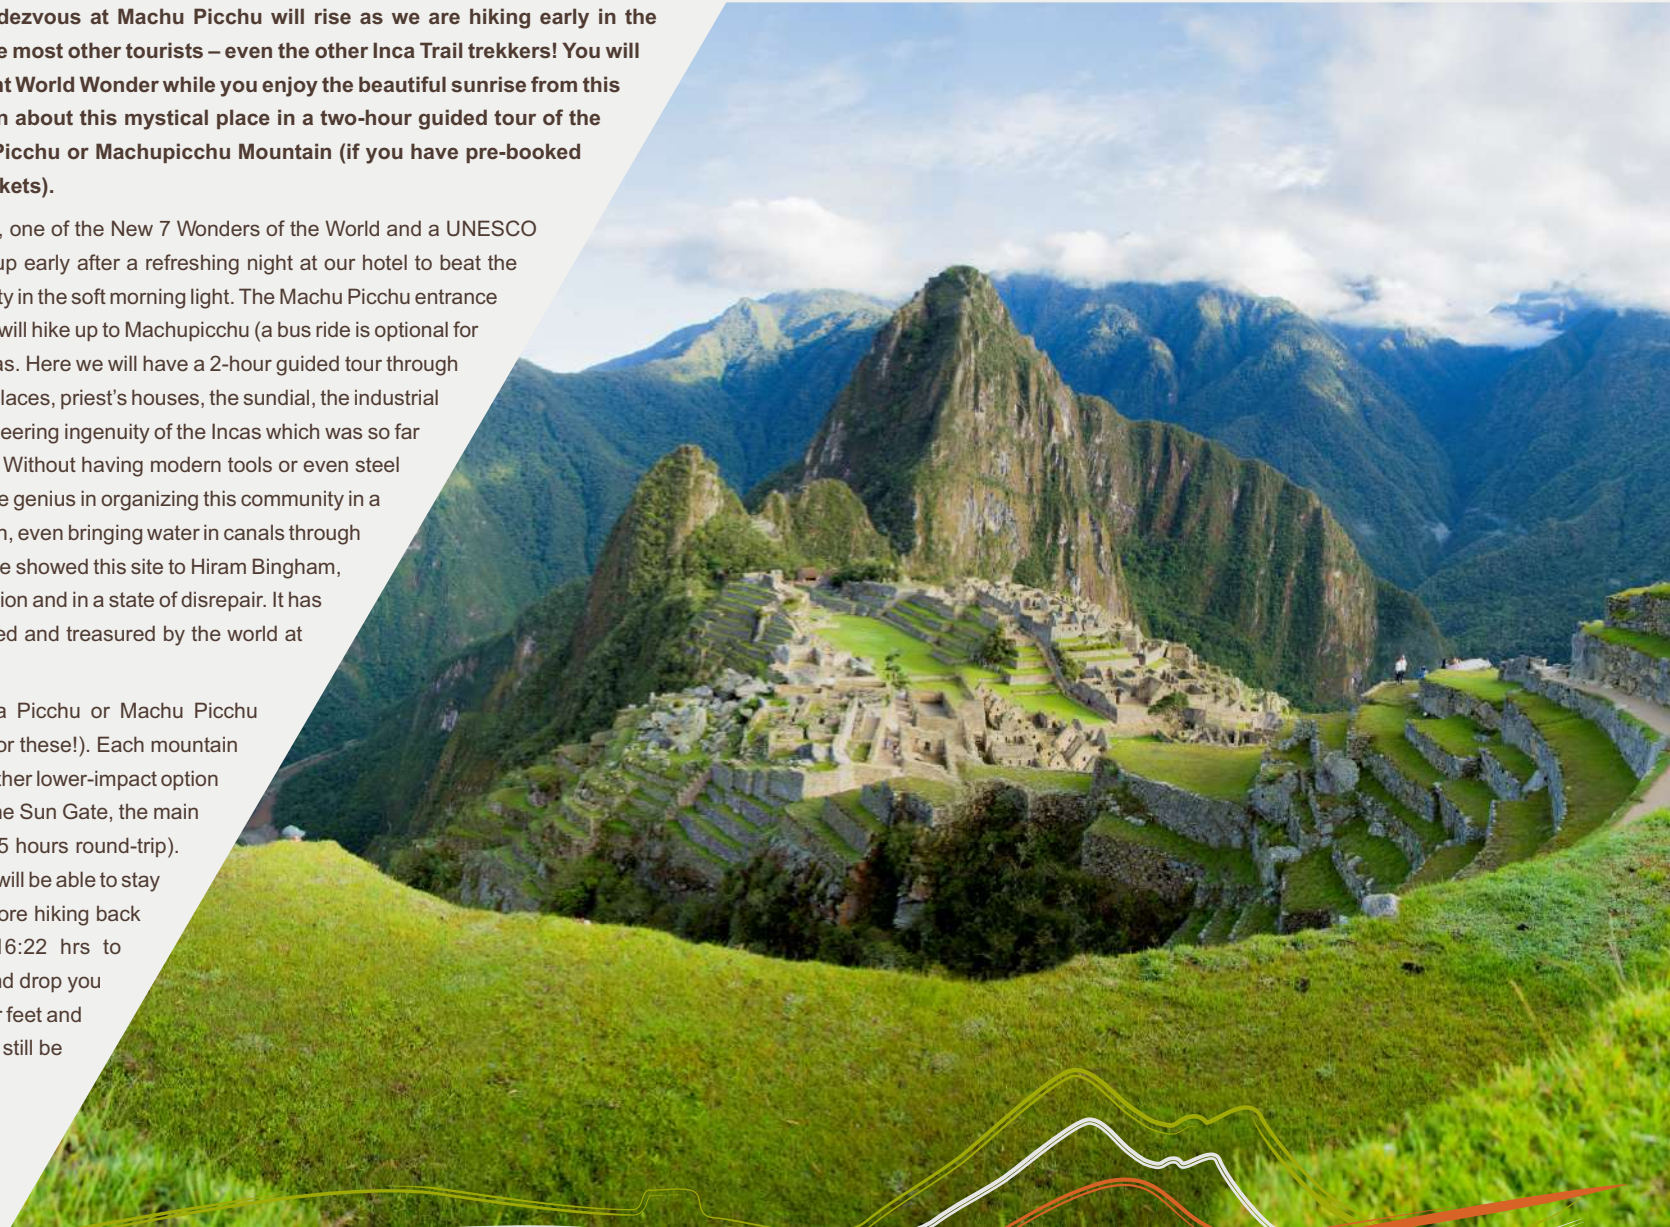 dezvous at Machu Picchu will rise as we are hiking early in the
e most other tourists – even the other Inca Trail trekkers! You will
nt World Wonder while you enjoy the beautiful sunrise from this
n about this mystical place in a two-hour guided tour of the
Picchu or Machupicchu Mountain (if you have pre-booked
kets).
, one of the New 7 Wonders of the World and a UNESCO
up early after a refreshing night at our hotel to beat the
ty in the soft morning light. The Machu Picchu entrance
will hike up to Machupicchu (a bus ride is optional for
as. Here we will have a 2-hour guided tour through
laces, priest's houses, the sundial, the industrial
eering ingenuity of the Incas which was so far
Without having modern tools or even steel
e genius in organizing this community in a
n, even bringing water in canals through
e showed this site to Hiram Bingham,
ion and in a state of disrepair. It has
ed and treasured by the world at
a Picchu or Machu Picchu
or these!). Each mountain
ther lower-impact option
ne Sun Gate, the main
5 hours round-trip).
will be able to stay
ore hiking back
16:22 hrs to
nd drop you
r feet and
still be